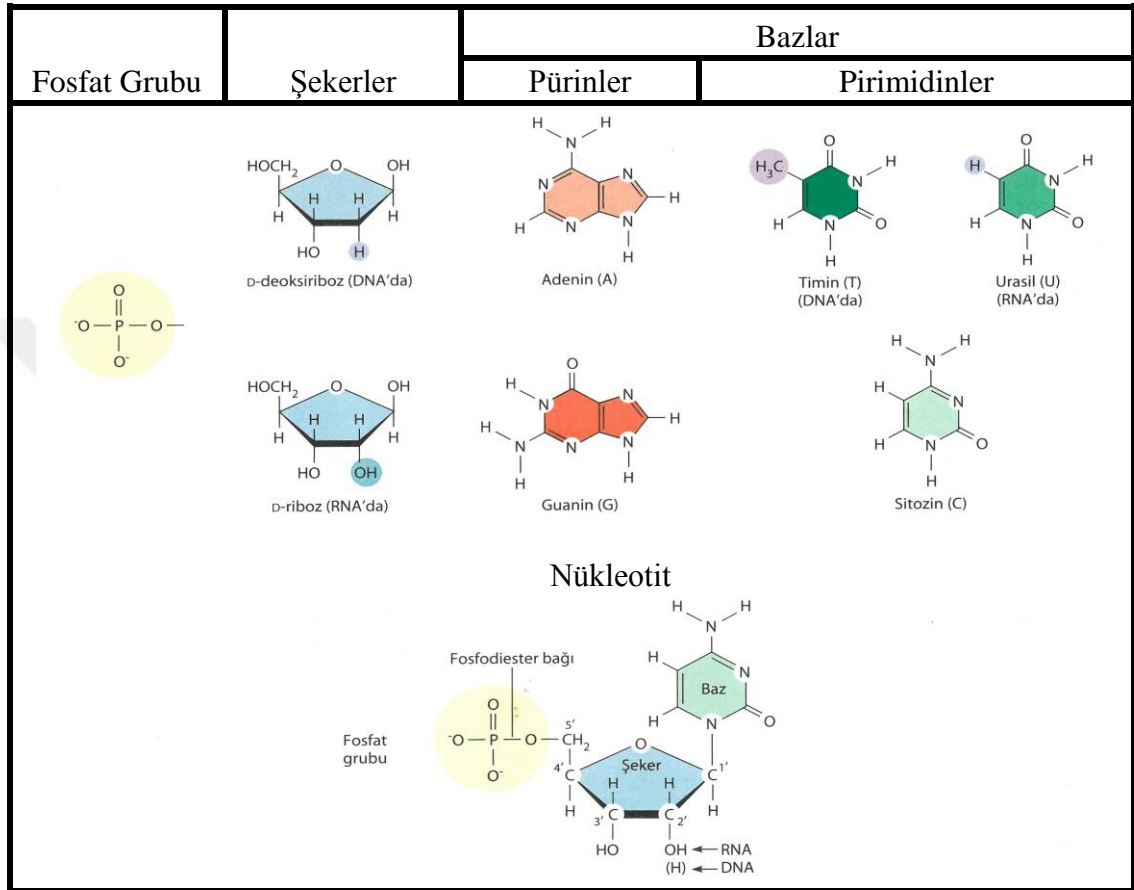 Fosfat Grubu
Şekerler
Bazlar
Pürinler
Pirimidinler
O
⁻O
P
O
O⁻
HOCH₂
O
OH
H
H
H
H
HO
H
D-deoksiriboz (DNA'da)
H
H
N
N
N
H
H
N
N
H
Adenin (A)
O
H₃C
H
N
H
N
O
H
Timin (T)
(DNA'da)
O
H
H
N
H
N
O
H
Urasil (U)
(RNA'da)
HOCH₂
O
OH
H
H
H
H
HO
OH
D-riboz (RNA'da)
O
H
N
N
H
H
N
N
N
H
H
Guanin (G)
H
H
N
H
N
H
N
O
H
Sitozin (C)
Nükleotit
H
H
N
Fosfodiester bağı
H
N
Baz
H
N
O
Fosfat
grubu
O
⁻O
P
O
O⁻
5'
CH₂
O
Şeker
4'
C
C
1'
H
H
H
H
3'
C
C
2'
HO
OH
RNA
(H)
DNA